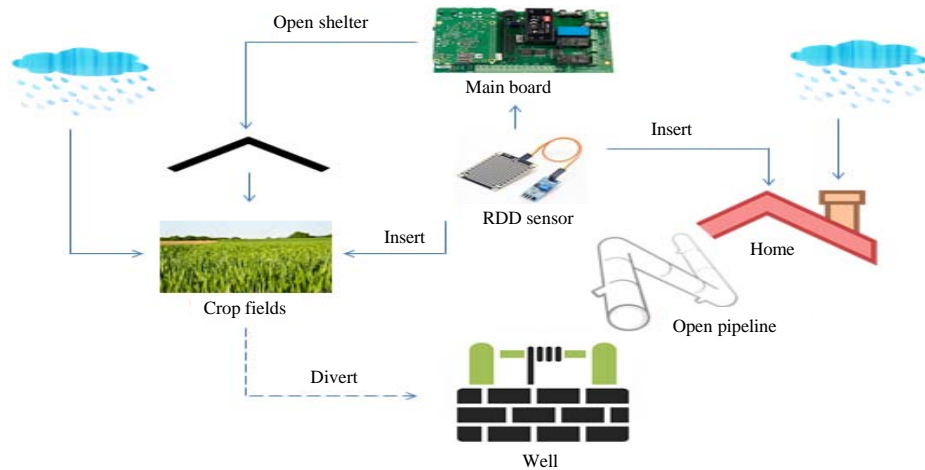 Open shelter
Main board
Insert
RDD sensor
Insert
Home
Crop fields
Open pipeline
Divert
Well